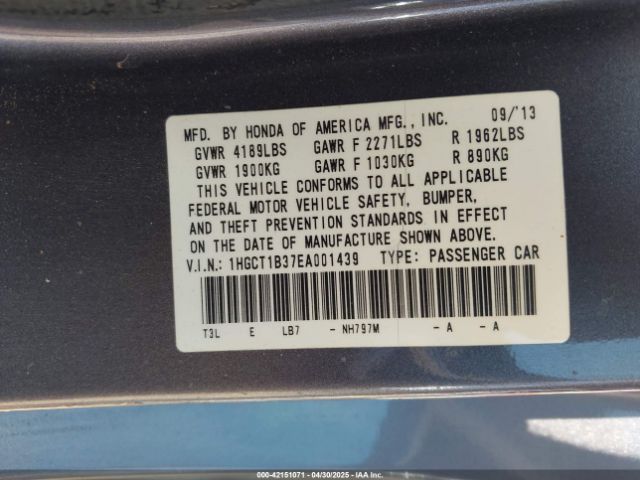 MFD. BY HONDA OF AMERICA MFG., INC. 09/'13
GVWR 4189LBS GAWR F 2271LBS R 1962LBS
GVWR 1900KG GAWR F 1030KG R 890KG
THIS VEHICLE CONFORMS TO ALL APPLICABLE
FEDERAL MOTOR VEHICLE SAFETY, BUMPER,
AND THEFT PREVENTION STANDARDS IN EFFECT
ON THE DATE OF MANUFACTURE SHOWN ABOVE.
V.I.N.: 1HGCT1B37EA001439 TYPE: PASSENGER CAR
T3L E LB7 - NH797M - A - A
000-42151071 - 04/30/2025 - IAA Inc.